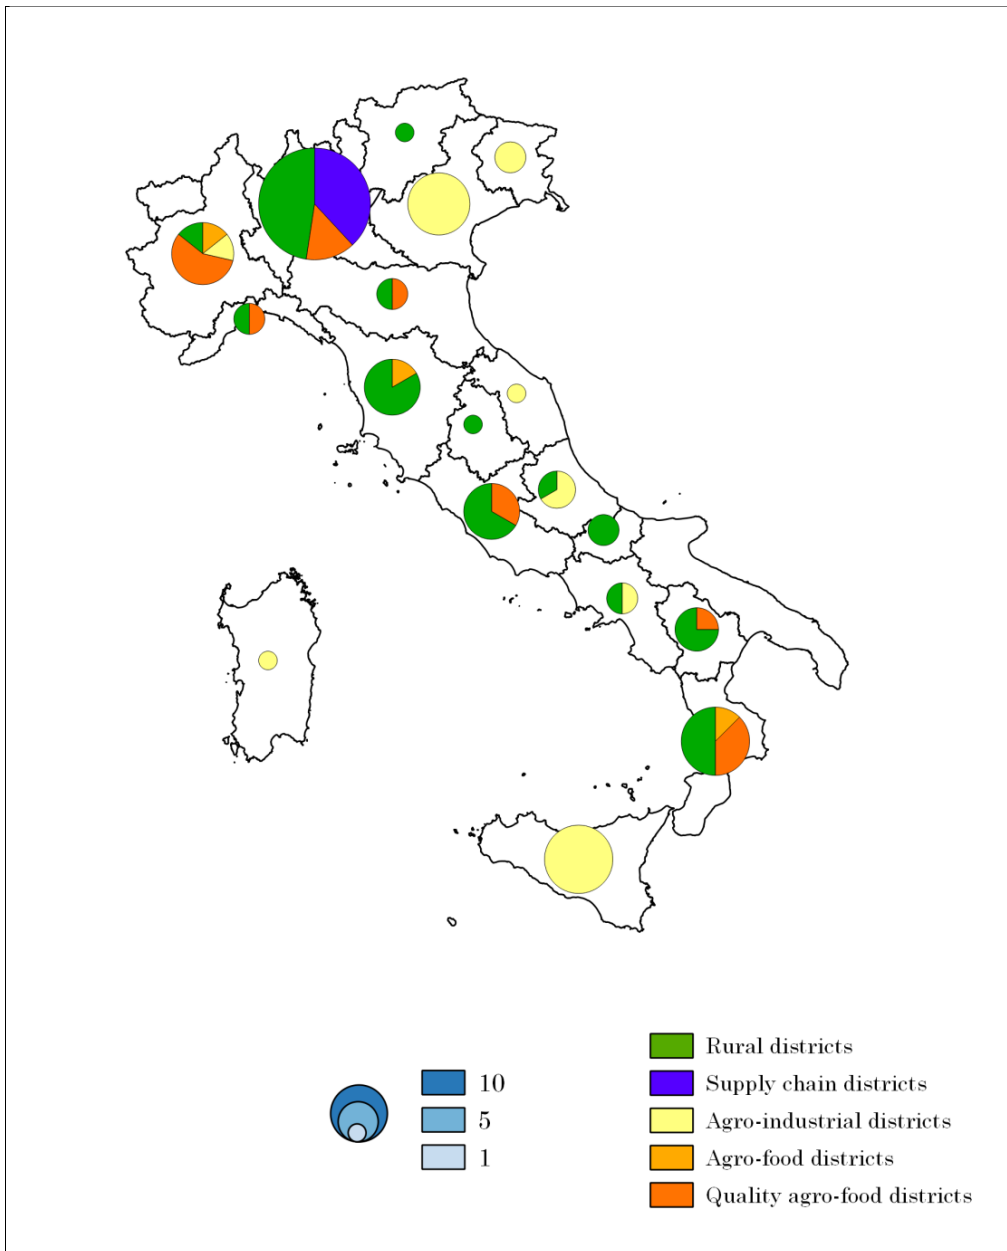 10
5
1
Rural districts
Supply chain districts
Agro-industrial districts
Agro-food districts
Quality agro-food districts